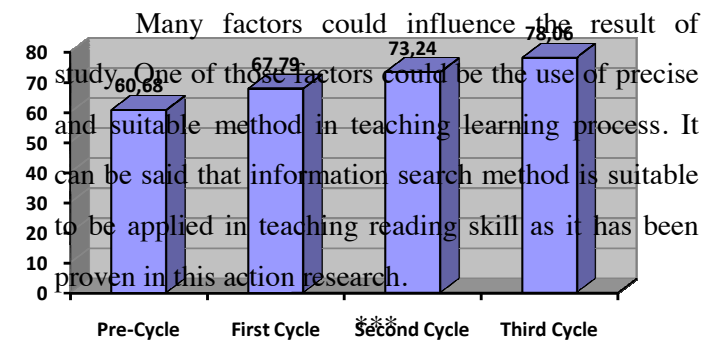 Many factors could influence the result of
study. One of those factors could be the use of precise
and suitable method in teaching learning process. It
can be said that information search method is suitable
to be applied in teaching reading skill as it has been
proven in this action research.
***
80
70
60
50
40
30
20
10
0
60,68
67,79
73,24
78,06
Pre-Cycle
First Cycle
Second Cycle
Third Cycle